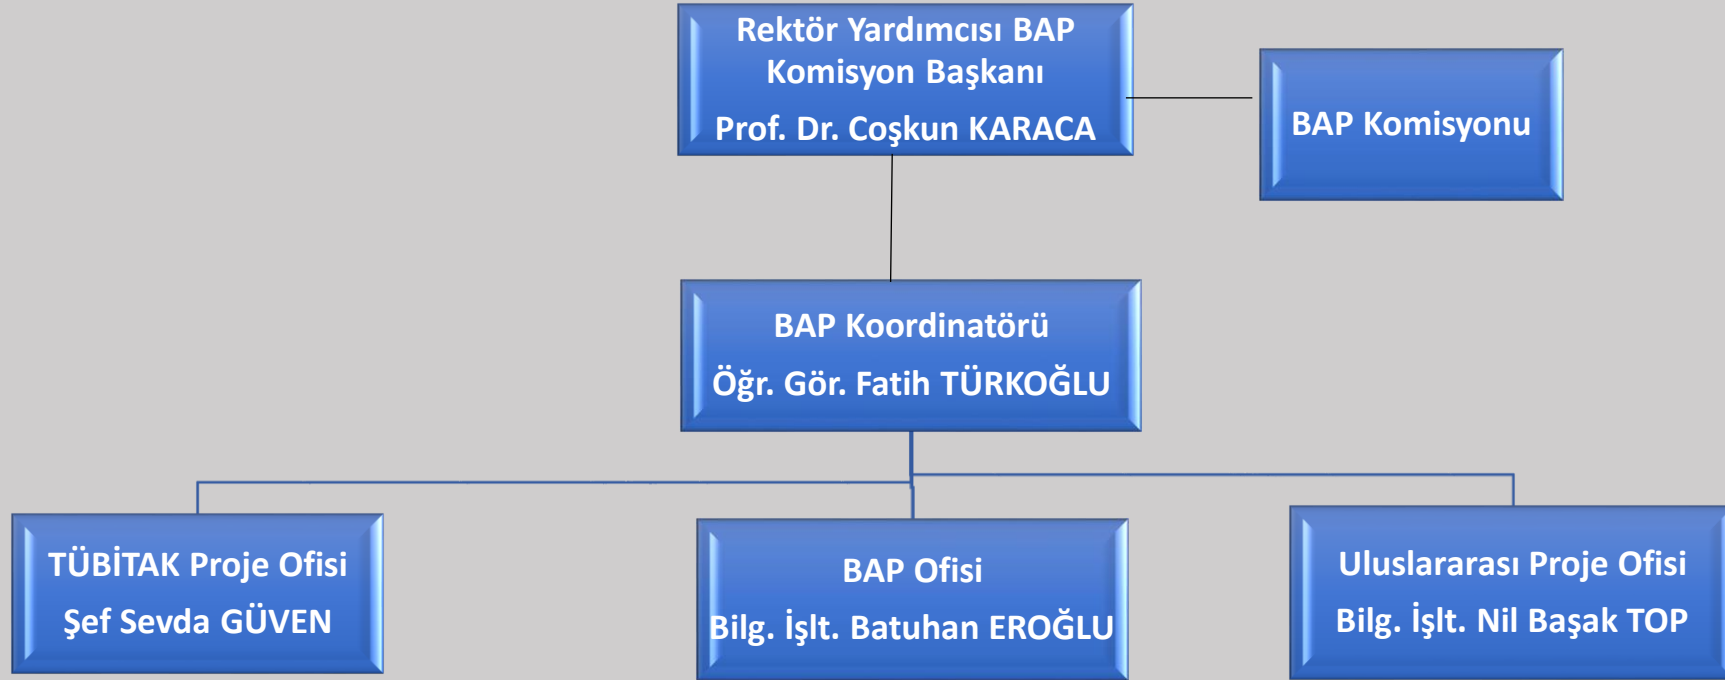 Rektör Yardımcısı BAP
Komisyon Başkanı
Prof. Dr. Coşkun KARACA
BAP Komisyonu
BAP Koordinatörü
Öğr. Gör. Fatih TÜRKOĞLU
TÜBİTAK Proje Ofisi
Şef Sevda GÜVEN
BAP Ofisi
Bilg. İşlt. Batuhan EROĞLU
Uluslararası Proje Ofisi
Bilg. İşlt. Nil Başak TOP